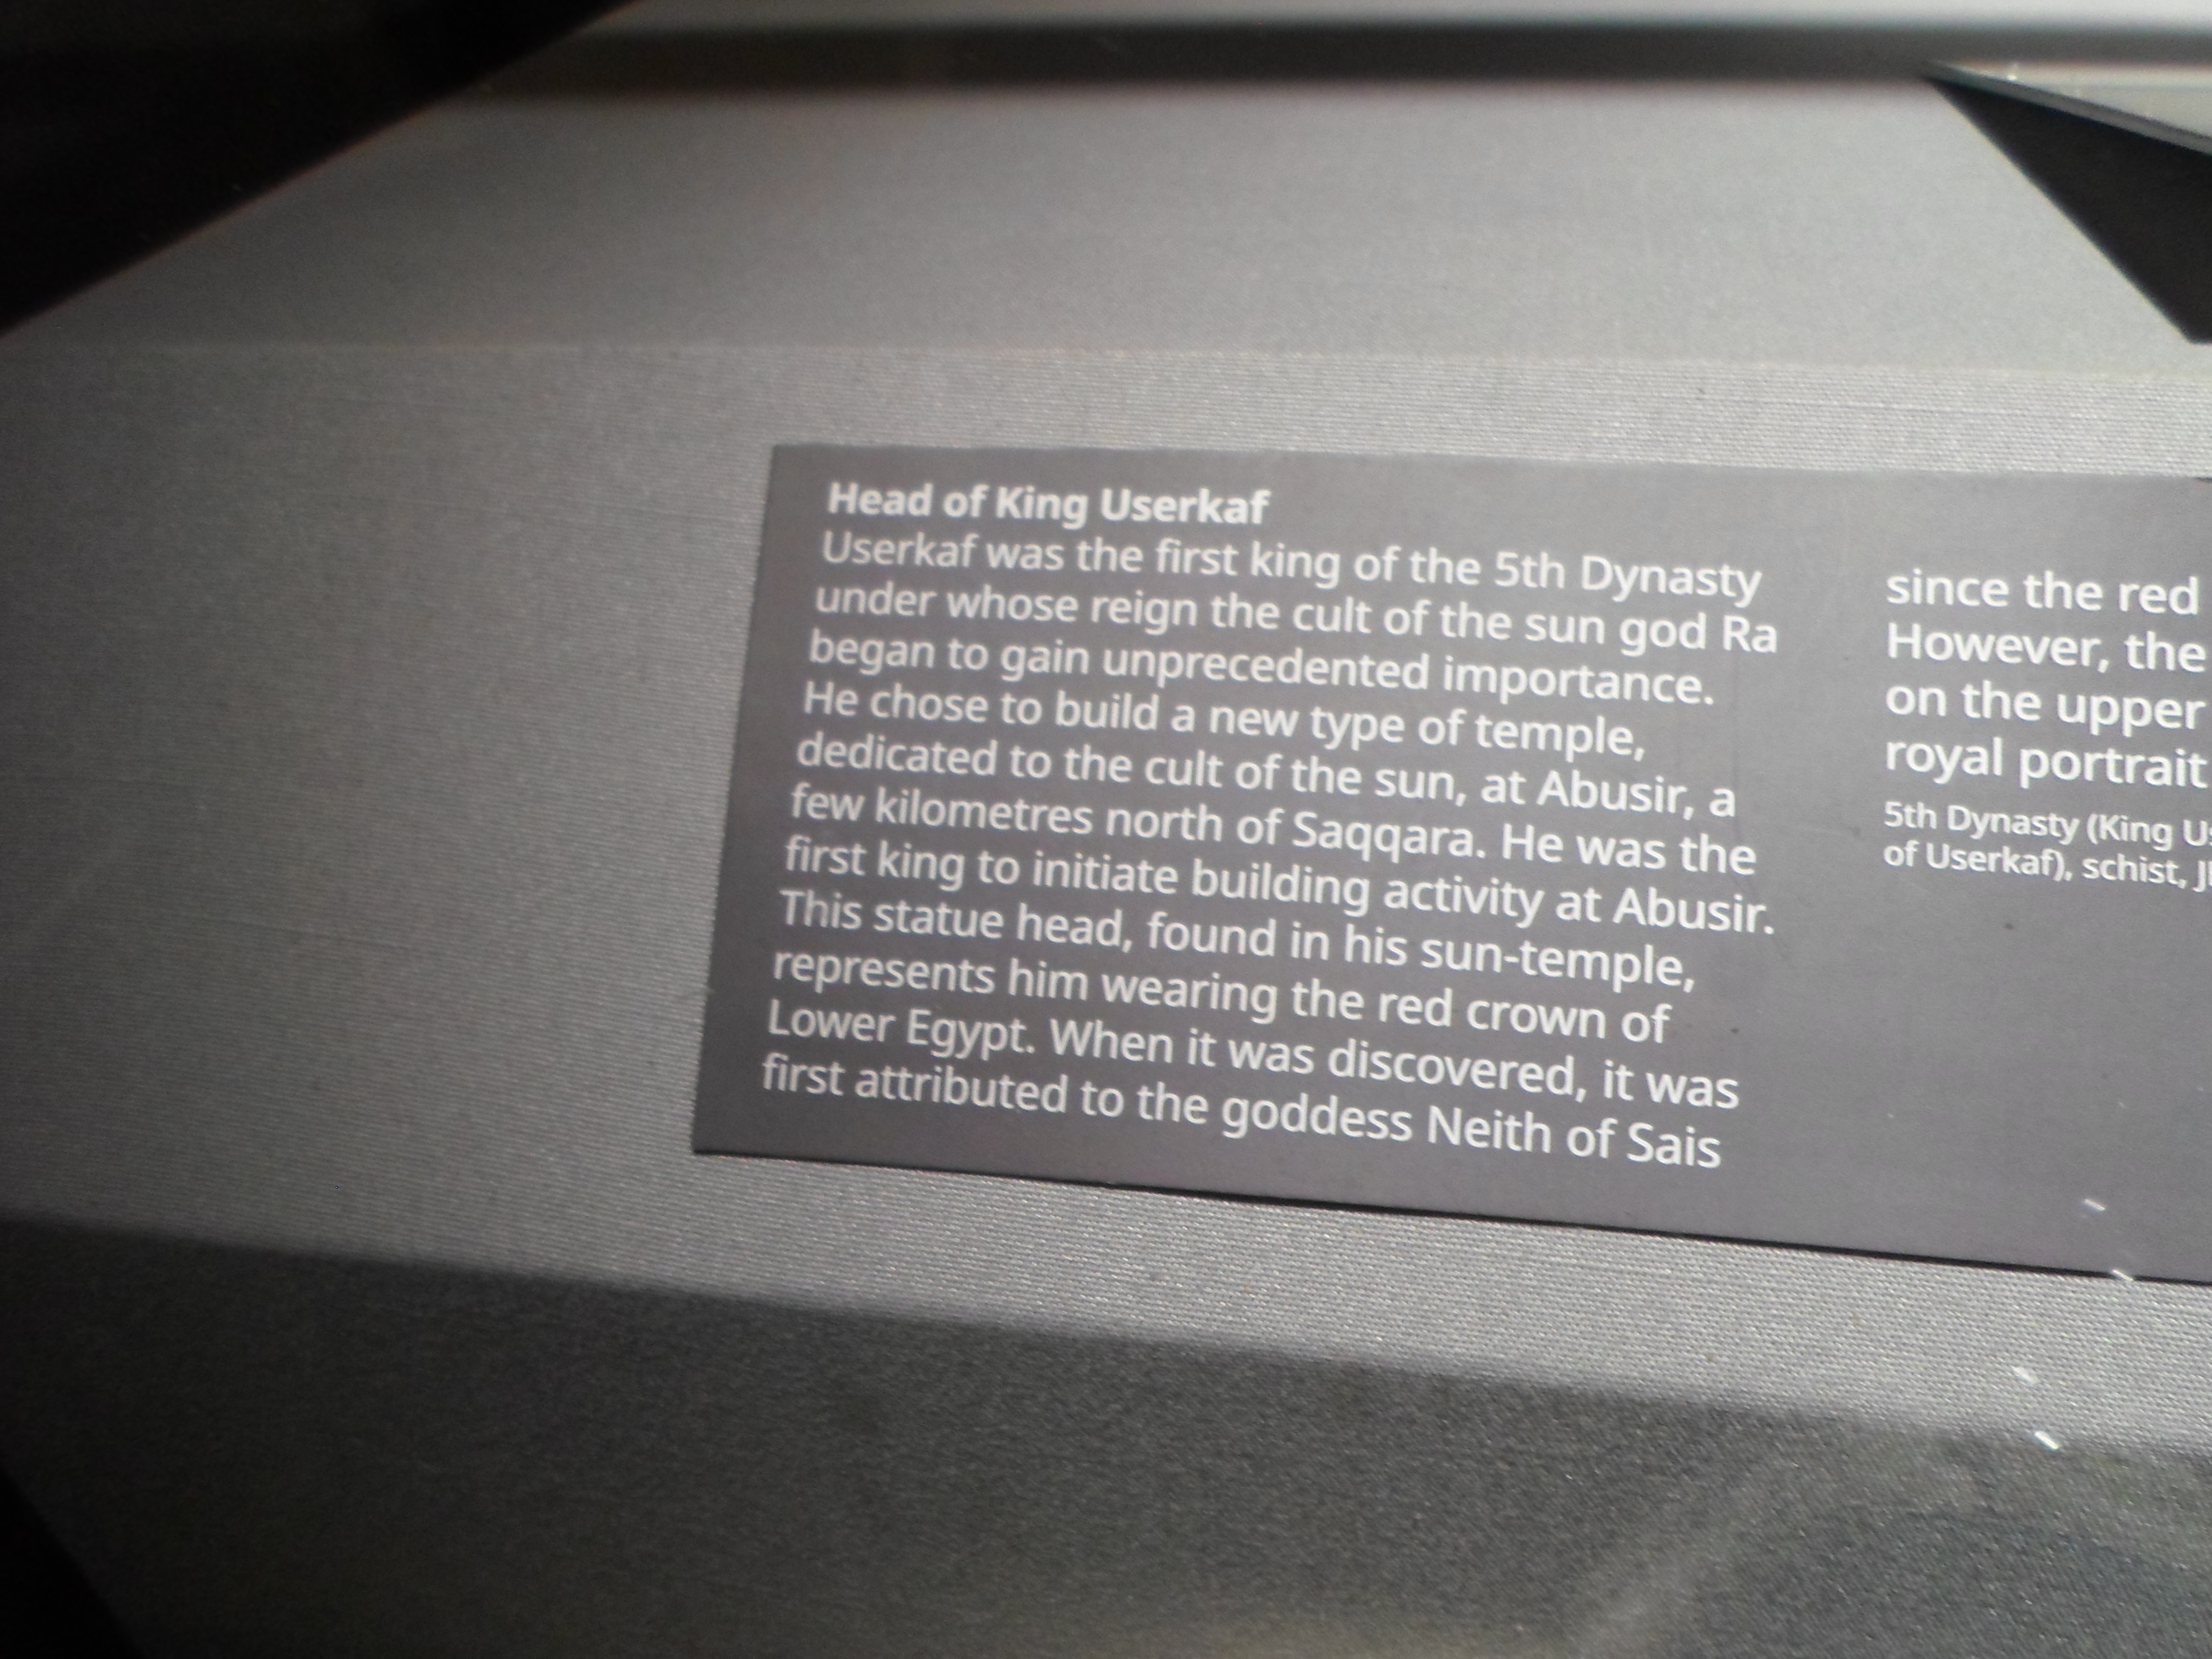 Head of King Userkaf
Userkaf was the first king of the 5th Dynasty
under whose reign the cult of the sun god Ra
began to gain unprecedented importance.
He chose to build a new type of temple,
dedicated to the cult of the sun, at Abusir, a
few kilometres north of Saqqara. He was the
first king to initiate building activity at Abusir.
This statue head, found in his sun-temple,
represents him wearing the red crown of
Lower Egypt. When it was discovered, it was
first attributed to the goddess Neith of Sais
since the red
However, the
on the upper
royal portrait
5th Dynasty (King
of Userkaf), schist,